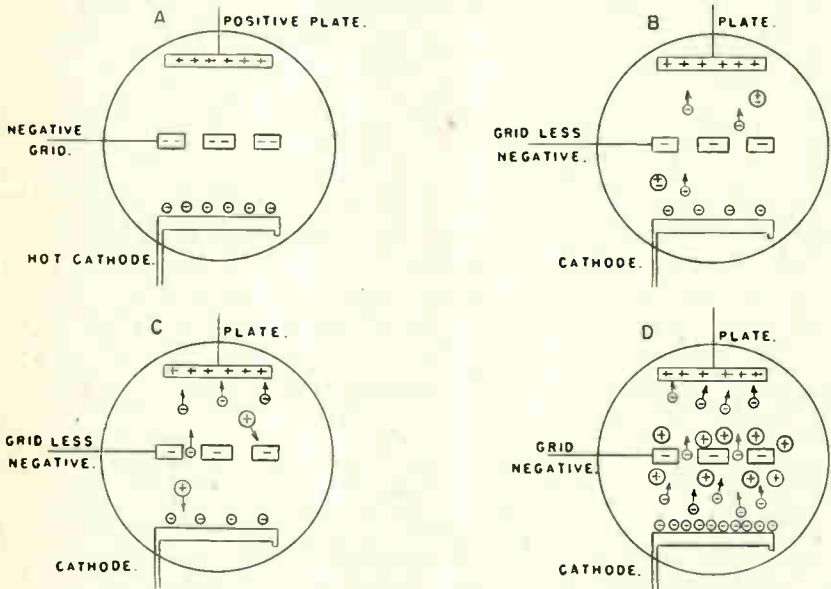 A
POSITIVE PLATE.
NEGATIVE
GRID.
HOT CATHODE.
B
PLATE.
GRID LESS
NEGATIVE.
CATHODE.
C
PLATE.
GRID LESS
NEGATIVE.
CATHODE.
D
PLATE.
GRID
NEGATIVE.
CATHODE.